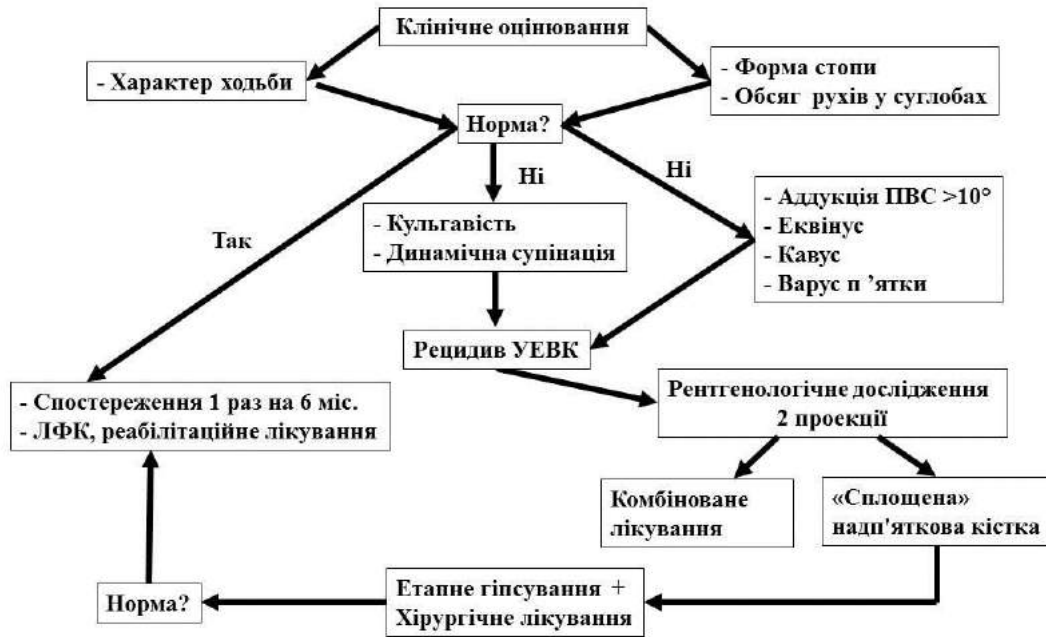 Клінічне оцінювання
- Характер ходьби
- Форма стопи
- Обсяг рухів у суглобах
Норма?
Ні
Ні
Так
- Кульгавість
- Динамічна супінація
- Аддукція ПВС >10°
- Еквінус
- Кавус
- Варус п 'ятки
Рецидив УЕВК
- Спостереження 1 раз на 6 міс.
- ЛФК, реабілітаційне лікування
Рентгенологічне дослідження
2 проекції
Комбіноване
лікування
«Сплощена»
надп'яткова кістка
Етапне гіпсування +
Хірургічне лікування
Норма?